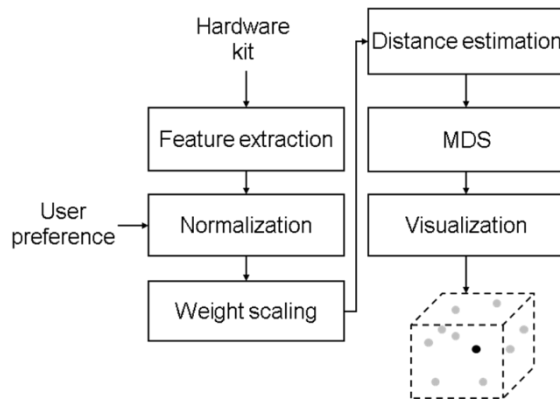 Hardware
kit
Feature extraction
User
preference
Normalization
Weight scaling
Distance estimation
MDS
Visualization